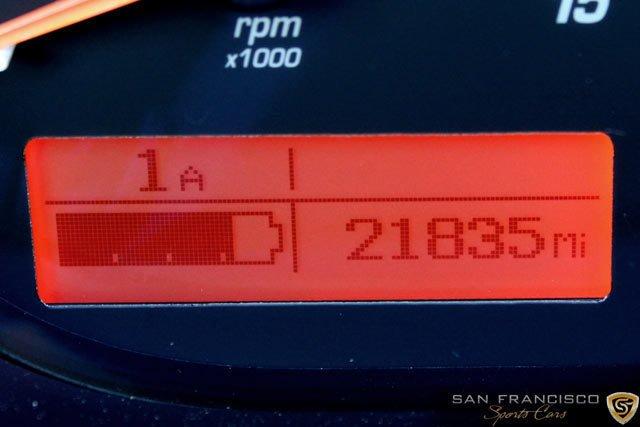 rpm
x1000
15
1A
21835Mi
SAN FRANCISCO
Sports Cars